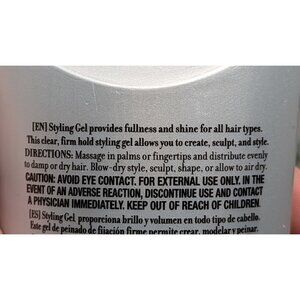 [EN] Styling Gel provides fullness and shine for all hair types.
This clear, firm hold styling gel allows you to create, sculpt, and style.
DIRECTIONS: Massage in palms or fingertips and distribute evenly
to damp or dry hair. Blow-dry style, sculpt, shape, or allow to air dry.
CAUTION: AVOID EYE CONTACT. FOR EXTERNAL USE ONLY. IN THE
EVENT OF AN ADVERSE REACTION, DISCONTINUE USE AND CONTACT
A PHYSICIAN IMMEDIATELY. KEEP OUT OF REACH OF CHILDREN.
[ES] Styling Gel, proporciona brillo y volumen en todo tipo de cabello.
Este gel de peinado de fijación firme permite crear, modelar y peinar.